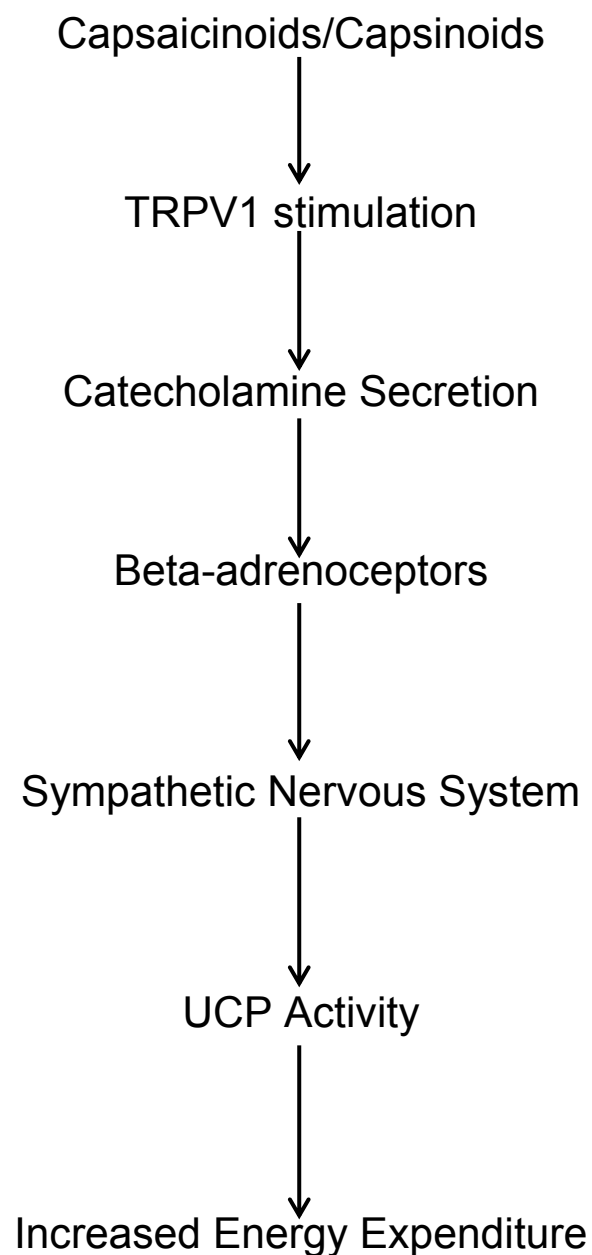 Capsaicinoids/Capsinoids
TRPV1 stimulation
Catecholamine Secretion
Beta-adrenoceptors
Sympathetic Nervous System
UCP Activity
Increased Energy Expenditure